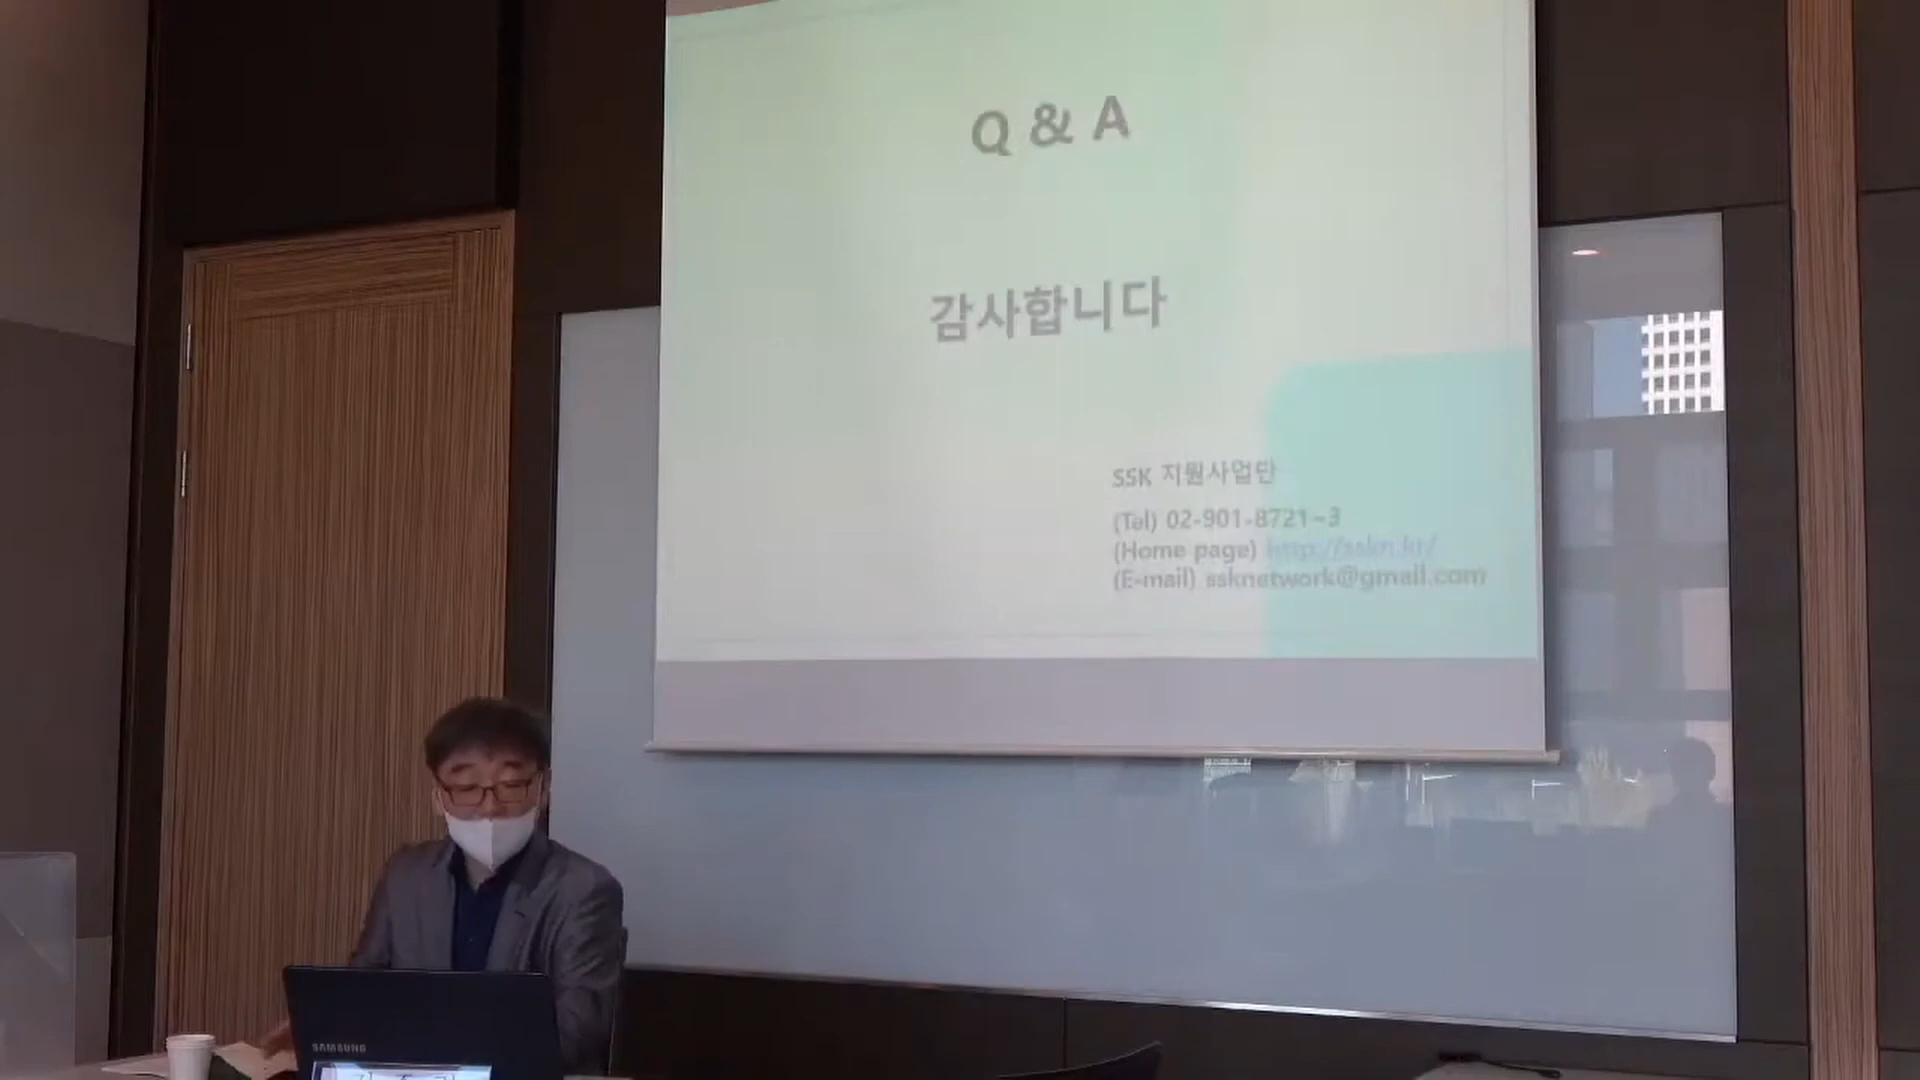 Q & A
감사합니다
SSK 지원사업단
(Tel) 02-901-8721~3
(Home page) http://sskn.kr/
(E-mail) ssknetwork@gmail.com
SAMSUNG